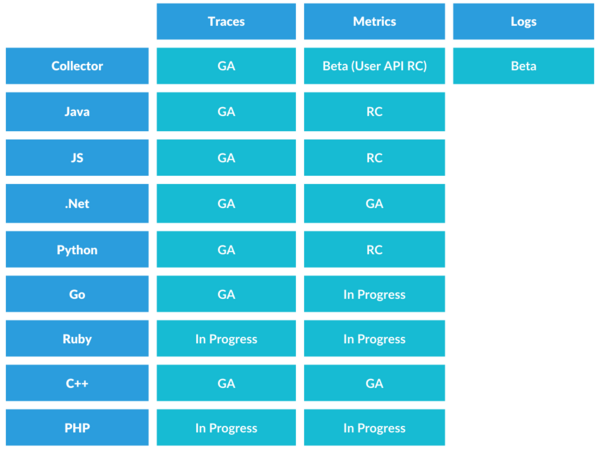 Traces Metrics Logs
Collector GA Beta (User API RC) Beta
Java GA RC
JS GA RC
.Net GA GA
Python GA RC
Go GA In Progress
Ruby In Progress In Progress
C++ GA GA
PHP In Progress In Progress